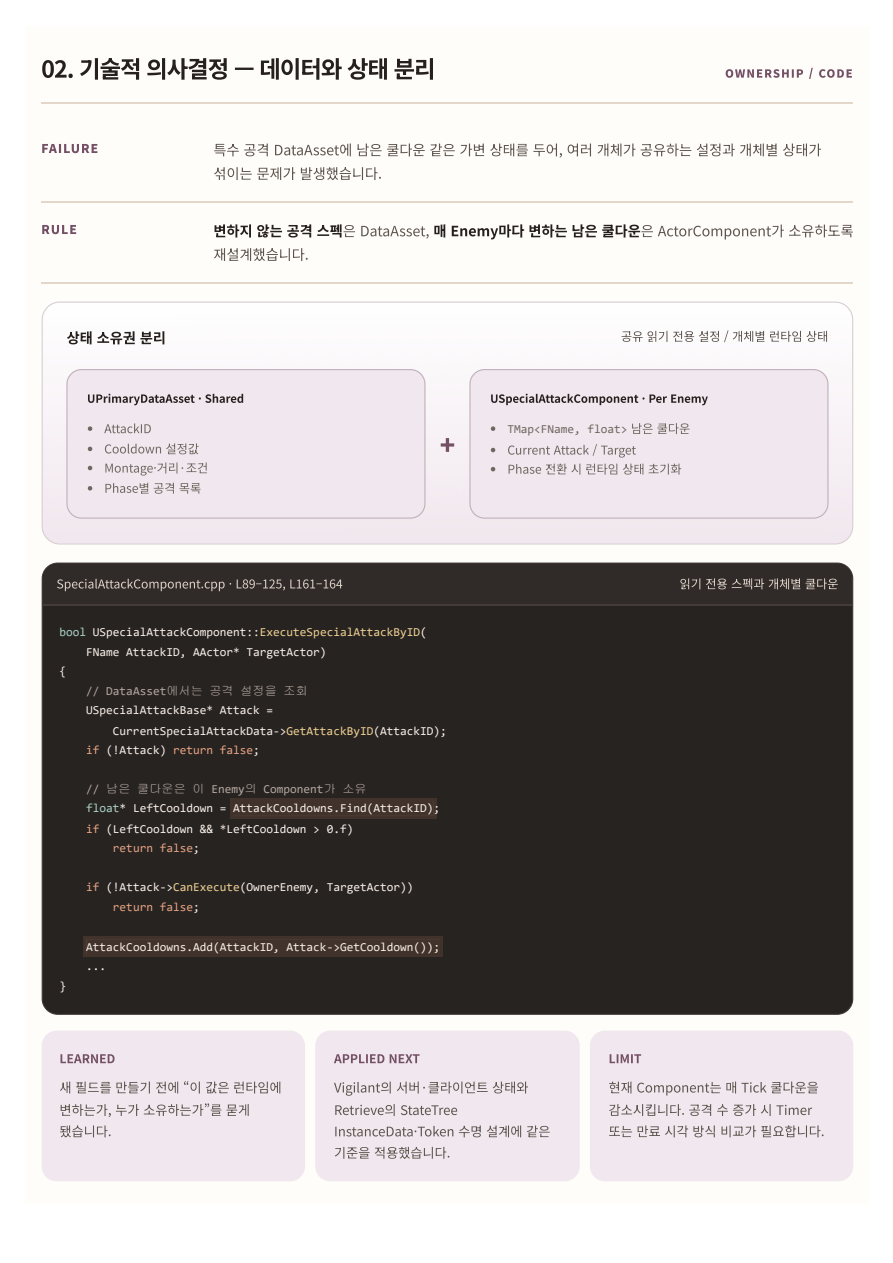 02. 기술적 의사결정 — 데이터와 상태 분리
OWNERSHIP / CODE
FAILURE
특수 공격 DataAsset에 남은 쿨다운 같은 가변 상태를 두어, 여러 개체가 공유하는 설정과 개체별 상태가
섞이는 문제가 발생했습니다.
RULE
변하지 않는 공격 스펙은 DataAsset, 매 Enemy마다 변하는 남은 쿨다운은 ActorComponent가 소유하도록
재설계했습니다.
상태 소유권 분리
공유 읽기 전용 설정 / 개체별 런타임 상태
UPrimaryDataAsset · Shared
• AttackID
• Cooldown 설정값
• Montage·거리·조건
• Phase별 공격 목록
+
USpecialAttackComponent · Per Enemy
• TMap<FName, float> 남은 쿨다운
• Current Attack / Target
• Phase 전환 시 런타임 상태 초기화
SpecialAttackComponent.cpp · L89–125, L161–164
읽기 전용 스펙과 개체별 쿨다운
bool USpecialAttackComponent::ExecuteSpecialAttackByID(
    FName AttackID, AActor* TargetActor)
{
    // DataAsset에서는 공격 설정을 조회
    USpecialAttackBase* Attack =
        CurrentSpecialAttackData->GetAttackByID(AttackID);
    if (!Attack) return false;
    // 남은 쿨다운은 이 Enemy의 Component가 소유
    float* LeftCooldown = AttackCooldowns.Find(AttackID);
    if (LeftCooldown && *LeftCooldown > 0.f)
        return false;
    if (!Attack->CanExecute(OwnerEnemy, TargetActor))
        return false;
    AttackCooldowns.Add(AttackID, Attack->GetCooldown());
    ...
}
LEARNED
새 필드를 만들기 전에 “이 값은 런타임에
변하는가, 누가 소유하는가”를 묻게
됐습니다.
APPLIED NEXT
Vigilant의 서버·클라이언트 상태와
Retrieve의 StateTree
InstanceData·Token 수명 설계에 같은
기준을 적용했습니다.
LIMIT
현재 Component는 매 Tick 쿨다운을
감소시킵니다. 공격 수 증가 시 Timer
또는 만료 시각 방식 비교가 필요합니다.